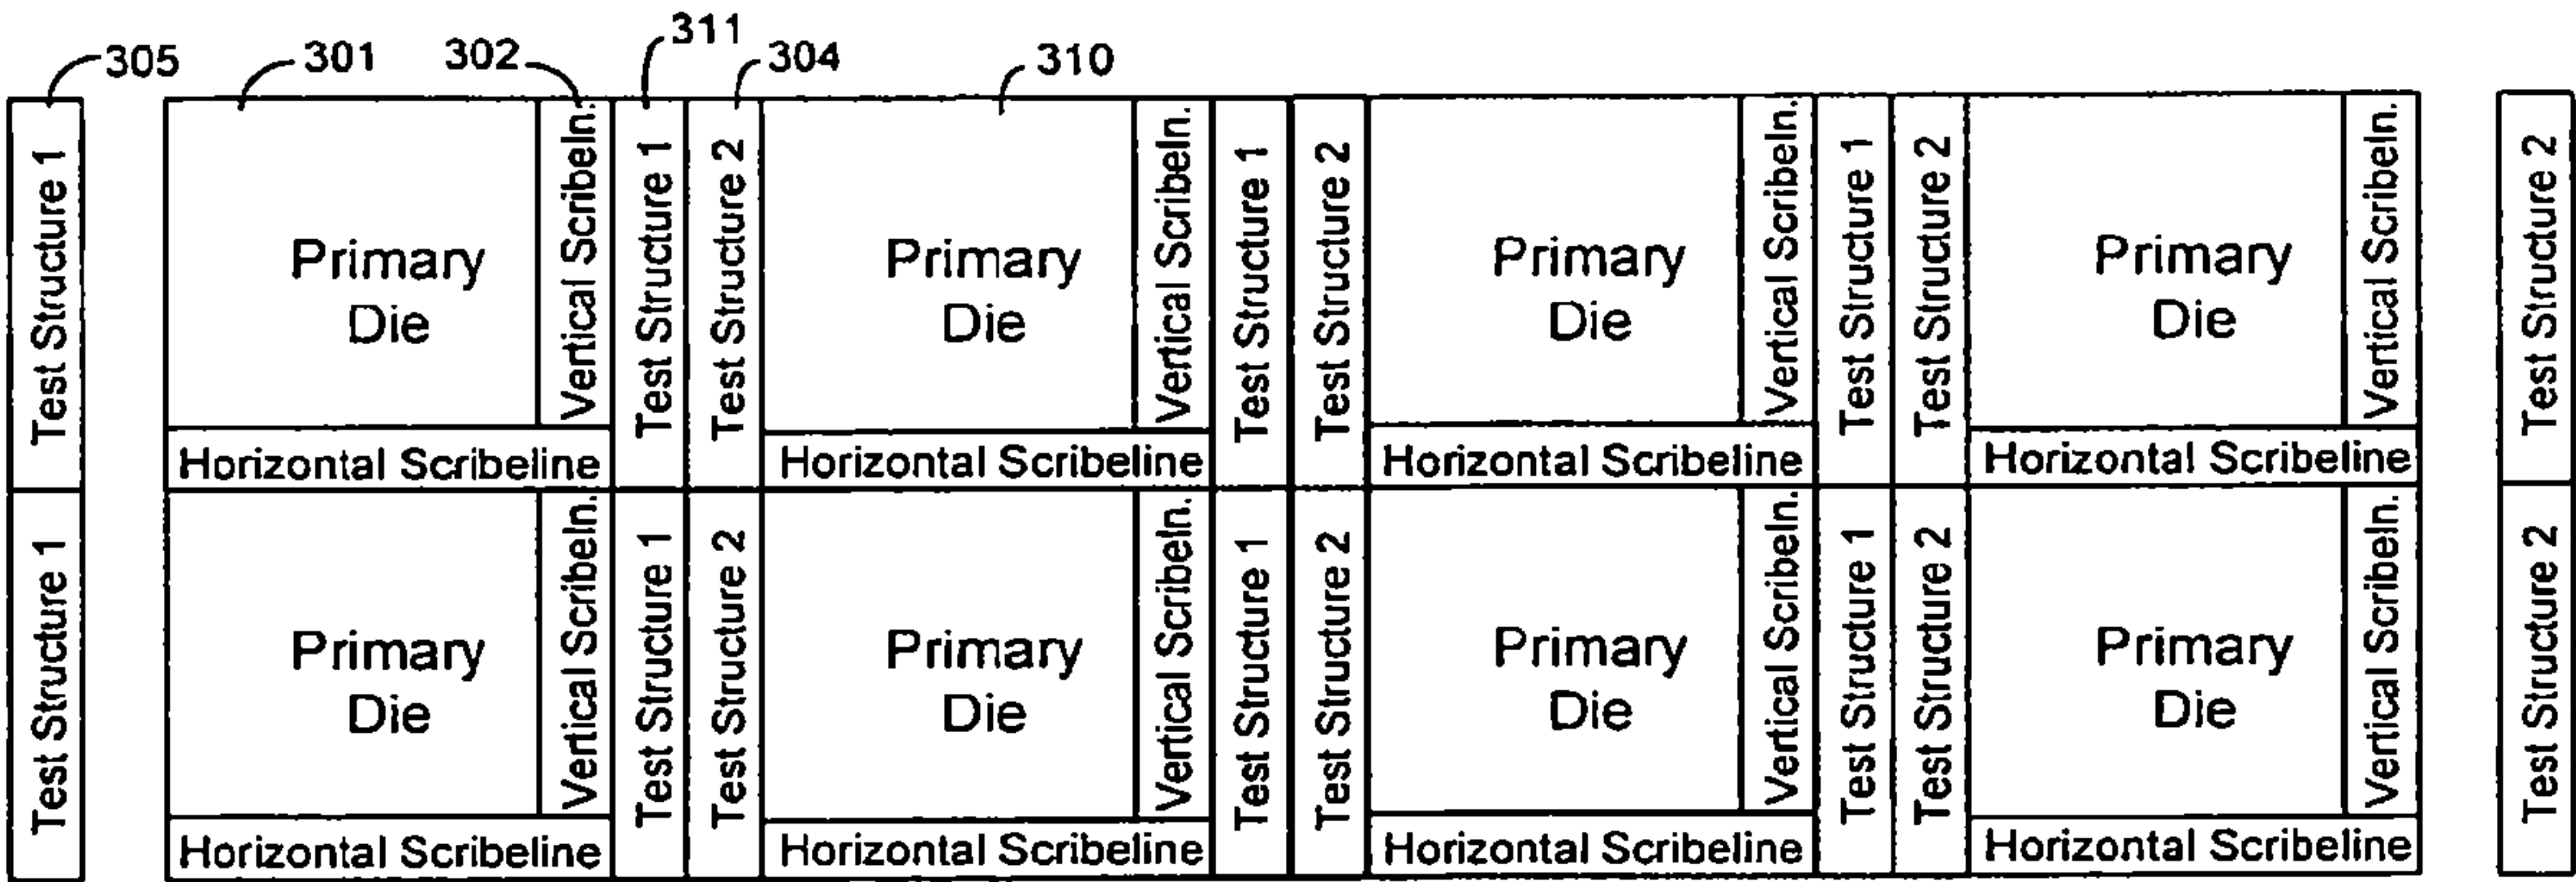 305
301
302
311
304
310
Test Structure 1
Primary
Die
Vertical Scribeln.
Horizontal Scribeline
Test Structure 1
Test Structure 2
Primary
Die
Vertical Scribeln.
Horizontal Scribeline
Test Structure 1
Test Structure 2
Primary
Die
Vertical Scribeln.
Horizontal Scribeline
Test Structure 1
Test Structure 2
Primary
Die
Vertical Scribeln.
Horizontal Scribeline
Test Structure 2
Test Structure 1
Primary
Die
Vertical Scribeln.
Horizontal Scribeline
Test Structure 1
Test Structure 2
Primary
Die
Vertical Scribeln.
Horizontal Scribeline
Test Structure 1
Test Structure 2
Primary
Die
Vertical Scribeln.
Horizontal Scribeline
Test Structure 1
Test Structure 2
Primary
Die
Vertical Scribeln.
Horizontal Scribeline
Test Structure 2